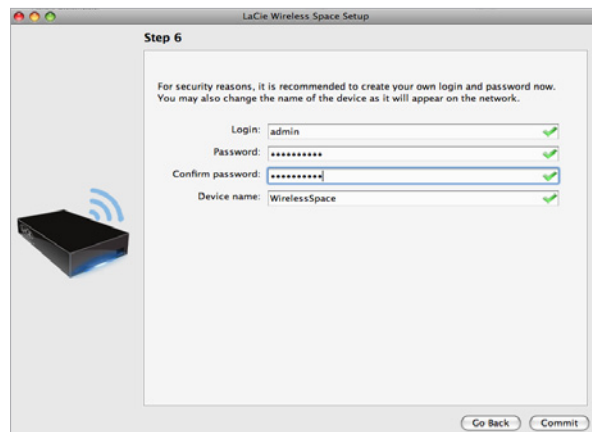 LaCie Wireless Space Setup
Step 6
For security reasons, it is recommended to create your own login and password now.
You may also change the name of the device as it will appear on the network.
Login: admin
Password: ••••••••••
Confirm password: ••••••••••
Device name: WirelessSpace
Go Back Commit